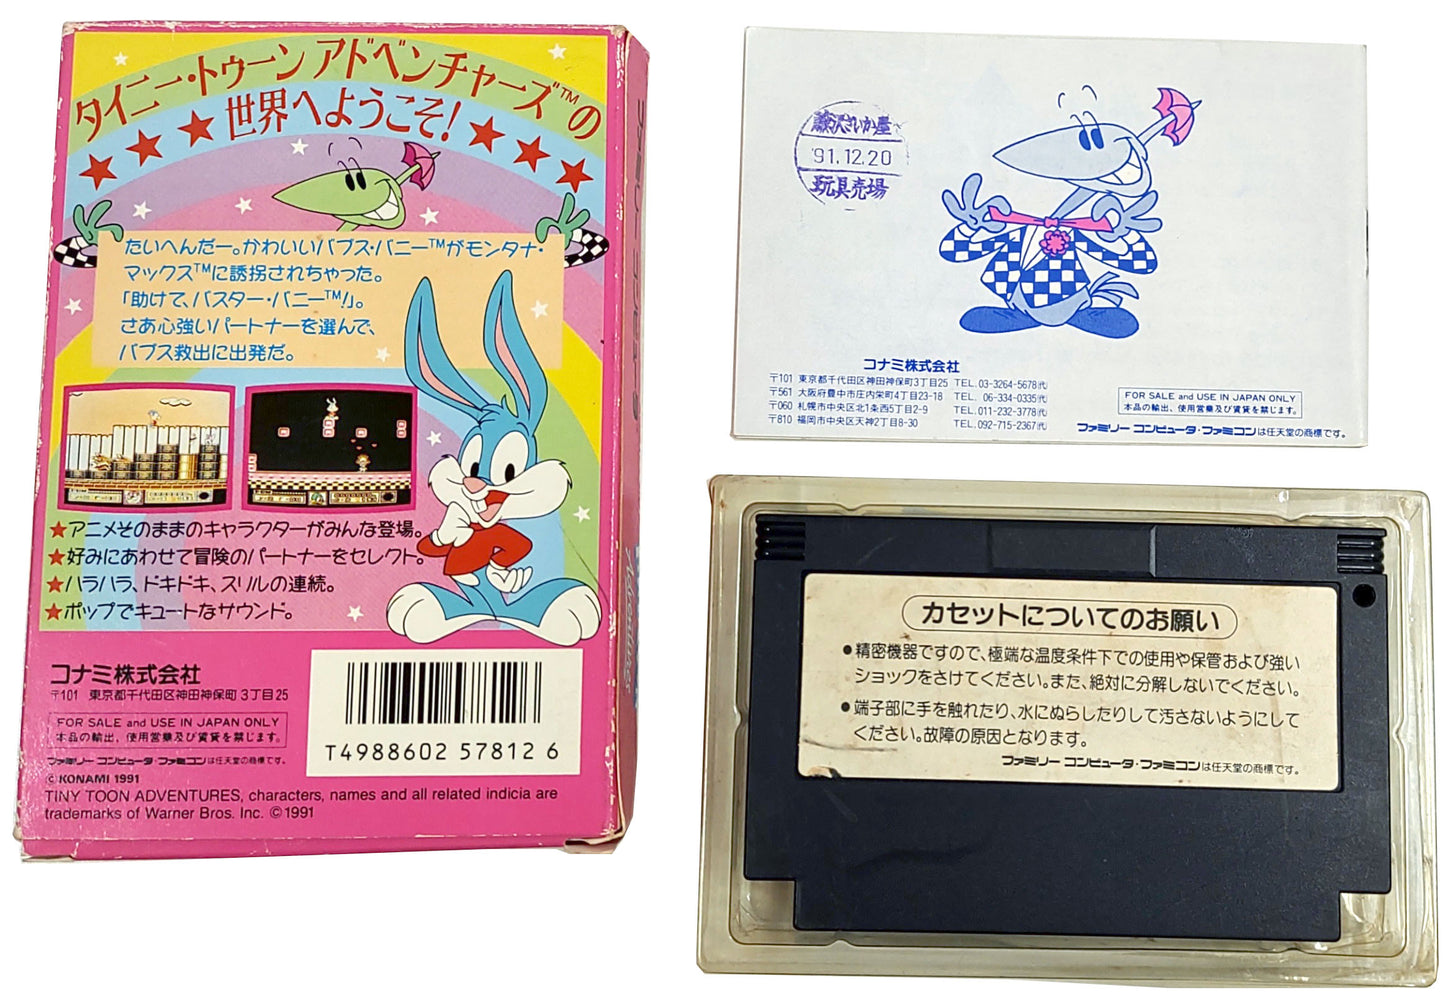 タイニー・トゥーン アドベンチャーズ™の
世界へようこそ!
たいへんだー。かわいいバブス・バニー™がモンタナ・
マックス™に誘拐されちゃった。
「助けて、バスター・バニー™!」。
さあ心強いパートナーを選んで、
バブス救出に出発だ。
★アニメそのままのキャラクターがみんな登場。
★好みにあわせて冒険のパートナーをセレクト。
★ハラハラ、ドキドキ、スリルの連続。
★ポップでキュートなサウンド。
コナミ株式会社
〒101 東京都千代田区神田神保町3丁目25
FOR SALE and USE IN JAPAN ONLY
本品の輸出、使用営業及び賃貸を禁じます。
ファミリー コンピュータ・ファミコンは任天堂の商標です。
© KONAMI 1991
TINY TOON ADVENTURES, characters, names and all related indicia are
trademarks of Warner Bros. Inc. © 1991
T4988602 57812 6
藤沢さいか屋
'91.12.20
玩具売場
コナミ株式会社
〒101 東京都千代田区神田神保町3丁目25 TEL.03-3264-5678(代)
〒561 大阪府豊中市庄内栄町4丁目23-18 TEL.06-334-0335(代)
〒060 札幌市中央区北1条西5丁目2-9 TEL.011-232-3778(代)
〒810 福岡市中央区天神2丁目8-30 TEL.092-715-2367(代)
FOR SALE and USE IN JAPAN ONLY
本品の輸出、使用営業及び賃貸を禁じます。
ファミリー コンピュータ・ファミコンは任天堂の商標です。
カセットについてのお願い
●精密機器ですので、極端な温度条件下での使用や保管および強い
ショックをさけてください。また、絶対に分解しないでください。
●端子部に手を触れたり、水にぬらしたりして汚さないようにして
ください。故障の原因となります。
ファミリー コンピュータ・ファミコンは任天堂の商標です。